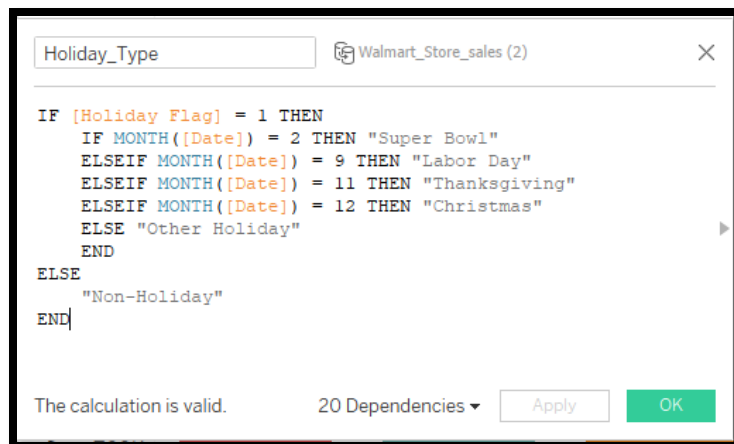 Holiday_Type Walmart_Store_sales (2)
IF [Holiday Flag] = 1 THEN
    IF MONTH([Date]) = 2 THEN "Super Bowl"
    ELSEIF MONTH([Date]) = 9 THEN "Labor Day"
    ELSEIF MONTH([Date]) = 11 THEN "Thanksgiving"
    ELSEIF MONTH([Date]) = 12 THEN "Christmas"
    ELSE "Other Holiday"
    END
ELSE
    "Non-Holiday"
END
The calculation is valid. 20 Dependencies Apply OK